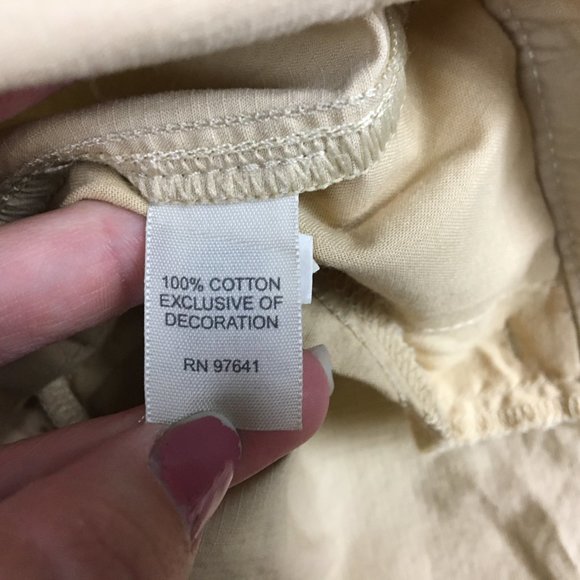 100% COTTON
EXCLUSIVE OF
DECORATION
RN 97641